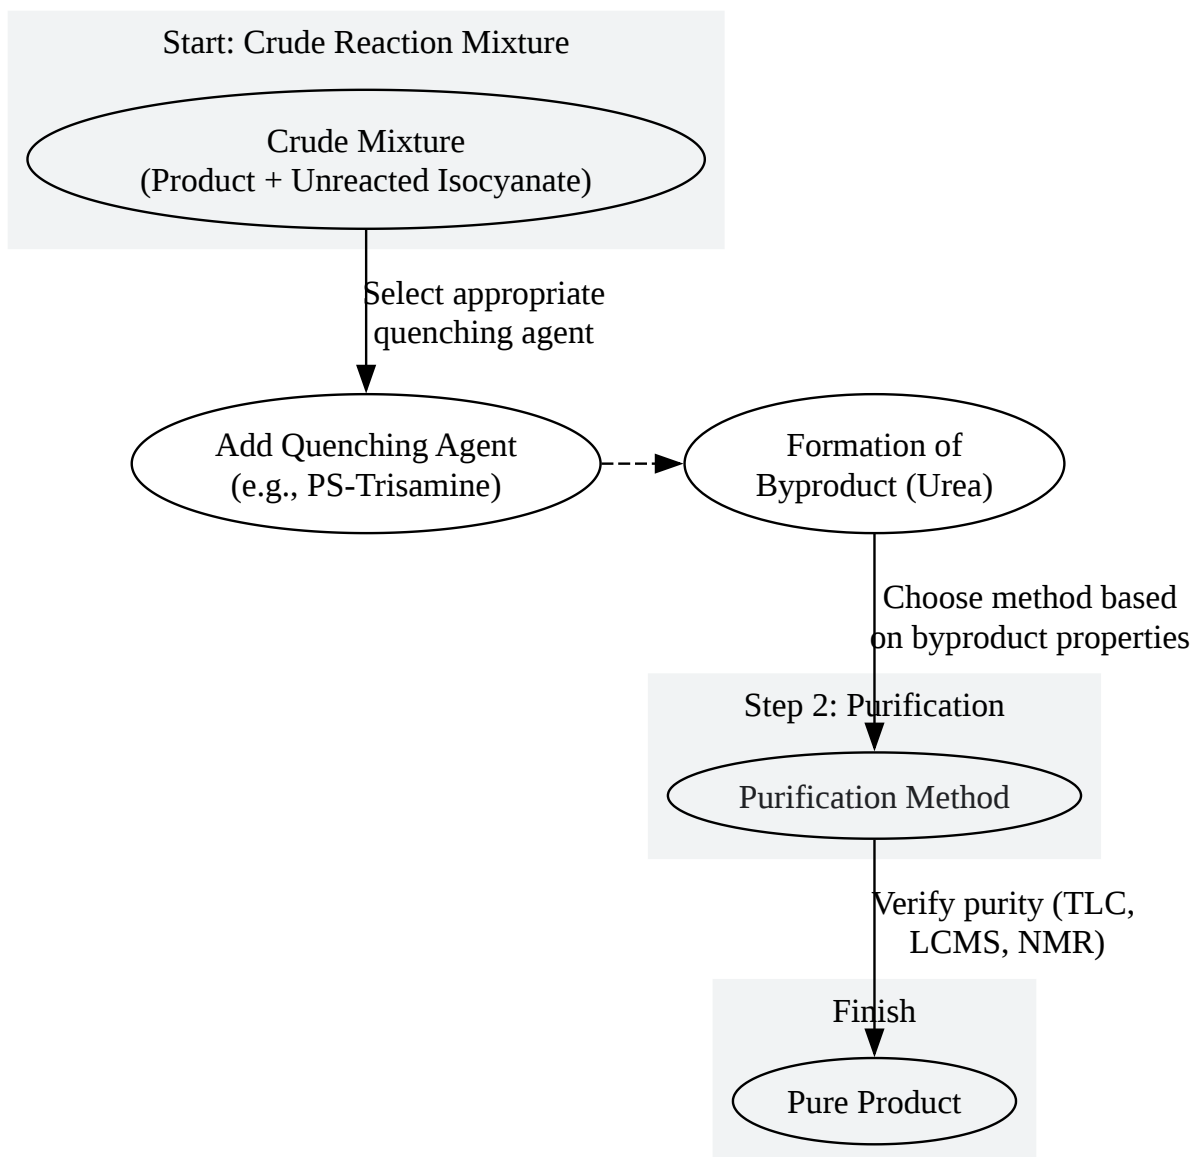 Start: Crude Reaction Mixture
Crude Mixture
(Product + Unreacted Isocyanate)
Select appropriate
quenching agent
Add Quenching Agent
(e.g., PS-Trisamine)
Formation of
Byproduct (Urea)
Choose method based
on byproduct properties
Step 2: Purification
Purification Method
Verify purity (TLC,
LCMS, NMR)
Finish
Pure Product